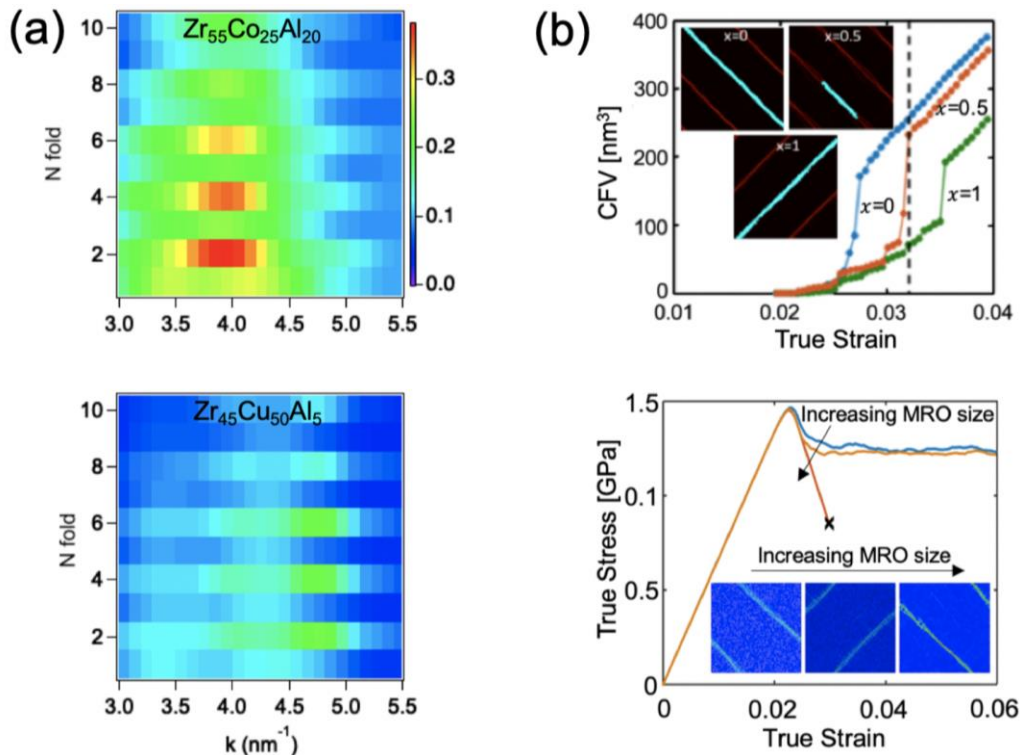 (a)
Zr55Co25Al20
10
8
6
4
2
N fold
3.0 3.5 4.0 4.5 5.0 5.5
0.3
0.2
0.1
0.0
Zr45Cu50Al5
10
8
6
4
2
N fold
3.0 3.5 4.0 4.5 5.0 5.5
k (nm-1)
(b)
400
300
200
100
0
CFV [nm3]
x=0
x=0.5
x=1
x=0
x=0.5
x=1
0.01 0.02 0.03 0.04
True Strain
1.5
0.1
0.5
0
True Stress [GPa]
Increasing MRO size
x
Increasing MRO size
0 0.02 0.04 0.06
True Strain